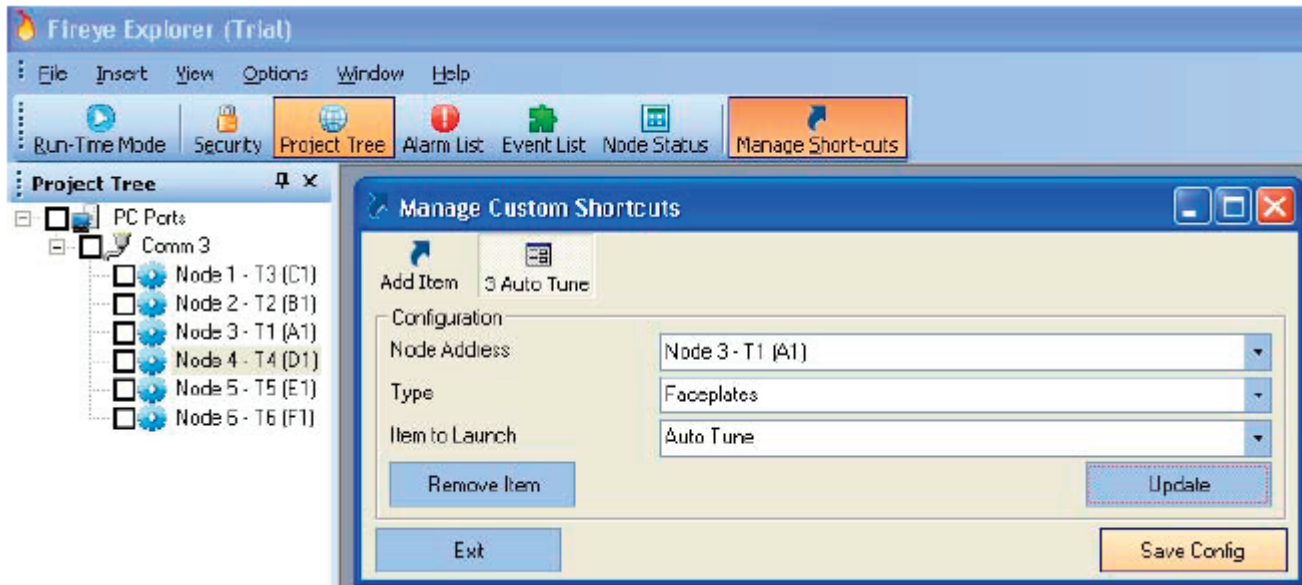 Fireye Explorer (Trial)
File Insert View Options Window Help
Run-Time Mode Security Project Tree Alarm List Event List Node Status Manage Short-cuts
Project Tree
PC Ports
Comm 3
Node 1 - T3 (C1)
Node 2 - T2 (B1)
Node 3 - T1 (A1)
Node 4 - T4 (D1)
Node 5 - T5 (E1)
Node 6 - T6 (F1)
Manage Custom Shortcuts
Add Item 3 Auto Tune
Configuration
Node Address Node 3 - T1 (A1)
Type Faceplates
Item to Launch Auto Tune
Remove Item Update
Exit Save Config